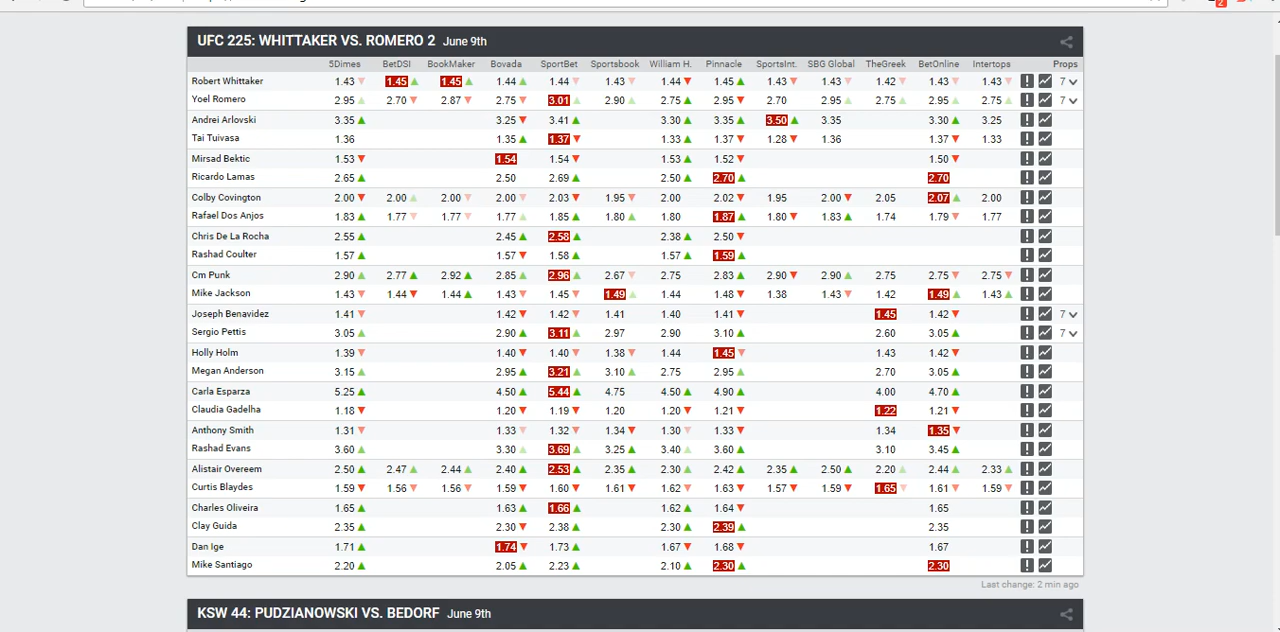 2
UFC 225: WHITTAKER VS. ROMERO 2 June 9th
5Dimes BetDSI BookMaker Bovada SportBet Sportsbook William H. Pinnacle SportsInt. SBG Global TheGreek BetOnline Intertops Props
Robert Whittaker 1.43 1.45 1.45 1.44 1.44 1.43 1.44 1.45 1.43 1.43 1.42 1.43 1.43 7
Yoel Romero 2.95 2.70 2.87 2.75 3.01 2.90 2.75 2.95 2.70 2.95 2.75 2.95 2.75 7
Andrei Arlovski 3.35 3.25 3.41 3.30 3.35 3.50 3.35 3.30 3.25
Tai Tuivasa 1.36 1.35 1.37 1.33 1.37 1.28 1.36 1.37 1.33
Mirsad Bektic 1.53 1.54 1.54 1.53 1.52 1.50
Ricardo Lamas 2.65 2.50 2.69 2.50 2.70 2.70
Colby Covington 2.00 2.00 2.00 2.00 2.03 1.95 2.00 2.02 1.95 2.00 2.05 2.07 2.00
Rafael Dos Anjos 1.83 1.77 1.77 1.77 1.85 1.80 1.80 1.87 1.80 1.83 1.74 1.79 1.77
Chris De La Rocha 2.55 2.45 2.58 2.38 2.50
Rashad Coulter 1.57 1.57 1.58 1.57 1.59
Cm Punk 2.90 2.77 2.92 2.85 2.96 2.67 2.75 2.83 2.90 2.90 2.75 2.75 2.75
Mike Jackson 1.43 1.44 1.44 1.43 1.45 1.49 1.44 1.48 1.38 1.43 1.42 1.49 1.43
Joseph Benavidez 1.41 1.42 1.42 1.41 1.40 1.41 1.45 1.42 7
Sergio Pettis 3.05 2.90 3.11 2.97 2.90 3.10 2.60 3.05 7
Holly Holm 1.39 1.40 1.40 1.38 1.44 1.45 1.43 1.42
Megan Anderson 3.15 2.95 3.21 3.10 2.75 2.95 2.70 3.05
Carla Esparza 5.25 4.50 5.44 4.75 4.50 4.90 4.00 4.70
Claudia Gadelha 1.18 1.20 1.19 1.20 1.20 1.21 1.22 1.21
Anthony Smith 1.31 1.33 1.32 1.34 1.30 1.33 1.34 1.35
Rashad Evans 3.60 3.30 3.69 3.25 3.40 3.60 3.10 3.45
Alistair Overeem 2.50 2.47 2.44 2.40 2.53 2.35 2.30 2.42 2.35 2.50 2.20 2.44 2.33
Curtis Blaydes 1.59 1.56 1.56 1.59 1.60 1.61 1.62 1.63 1.57 1.59 1.65 1.61 1.59
Charles Oliveira 1.65 1.63 1.66 1.62 1.64 1.65
Clay Guida 2.35 2.30 2.38 2.30 2.39 2.35
Dan Ige 1.71 1.74 1.73 1.67 1.68 1.67
Mike Santiago 2.20 2.05 2.23 2.10 2.30 2.30
Last change: 2 min ago
KSW 44: PUDZIANOWSKI VS. BEDORF June 9th